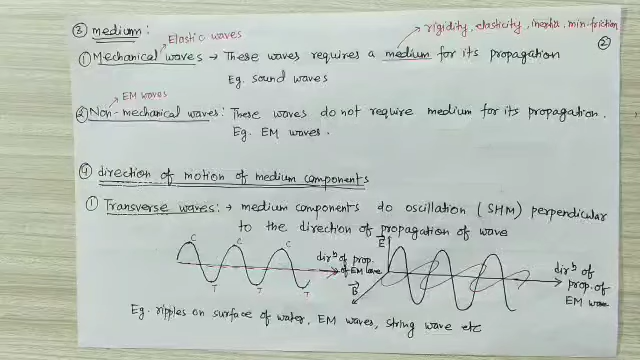 rigidity, elasticity, inertia, min-friction
③ medium:
Elastic waves
②
① Mechanical waves → These waves requires a medium for its propagation
Eg. sound waves
EM waves
② Non-mechanical waves: These waves do not require medium for its propagation.
Eg. EM waves.
④ direction of motion of medium components
① Transverse waves: → medium components do oscillation (SHM) perpendicular
to the direction of propagation of wave
C C C
dirⁿ of prop.
of EM wave
T T T
E
B
dirⁿ of
prop. of
EM wave
Eg. ripples on surface of water, EM waves, string wave etc